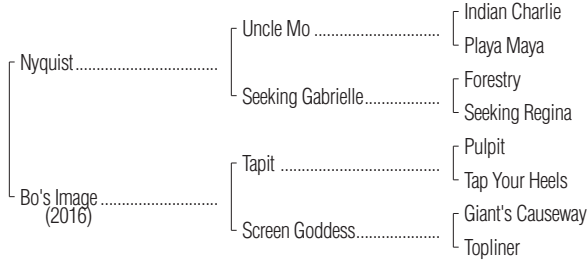 Indian Charlie
Uncle Mo
Playa Maya
Nyquist
Forestry
Seeking Gabrielle
Seeking Regina
Pulpit
Tapit
Tap Your Heels
Bo's Image
(2016)
Giant's Causeway
Screen Goddess
Topliner